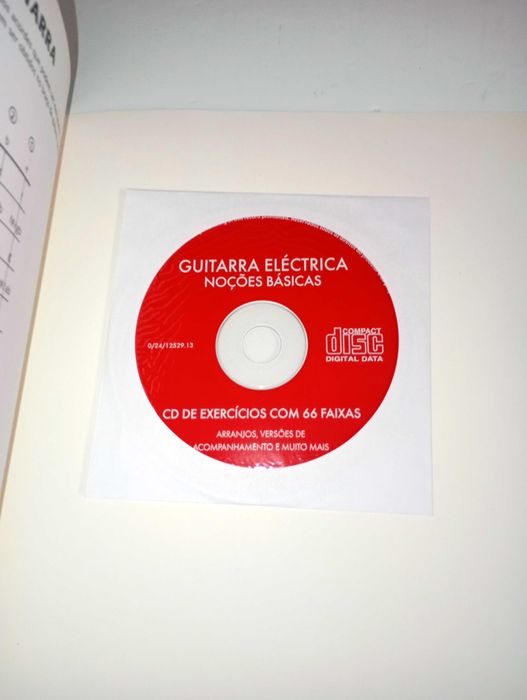 GUITARRA ELÉCTRICA
NOÇÕES BÁSICAS
0/24/12529.13
COMPACT
disc
DIGITAL DATA
CD DE EXERCÍCIOS COM 66 FAIXAS
ARRANJOS, VERSÕES DE
ACOMPANHAMENTO E MUITO MAIS